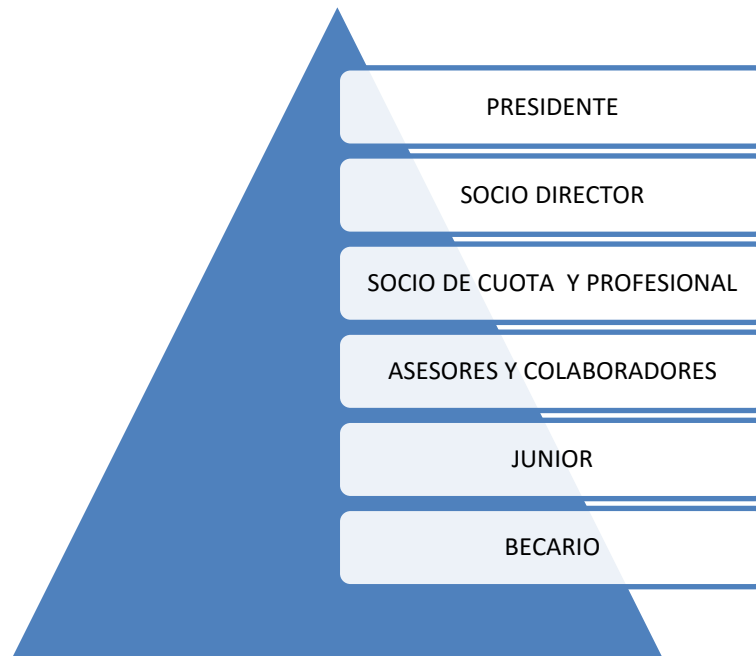 PRESIDENTE
SOCIO DIRECTOR
SOCIO DE CUOTA Y PROFESIONAL
ASESORES Y COLABORADORES
JUNIOR
BECARIO